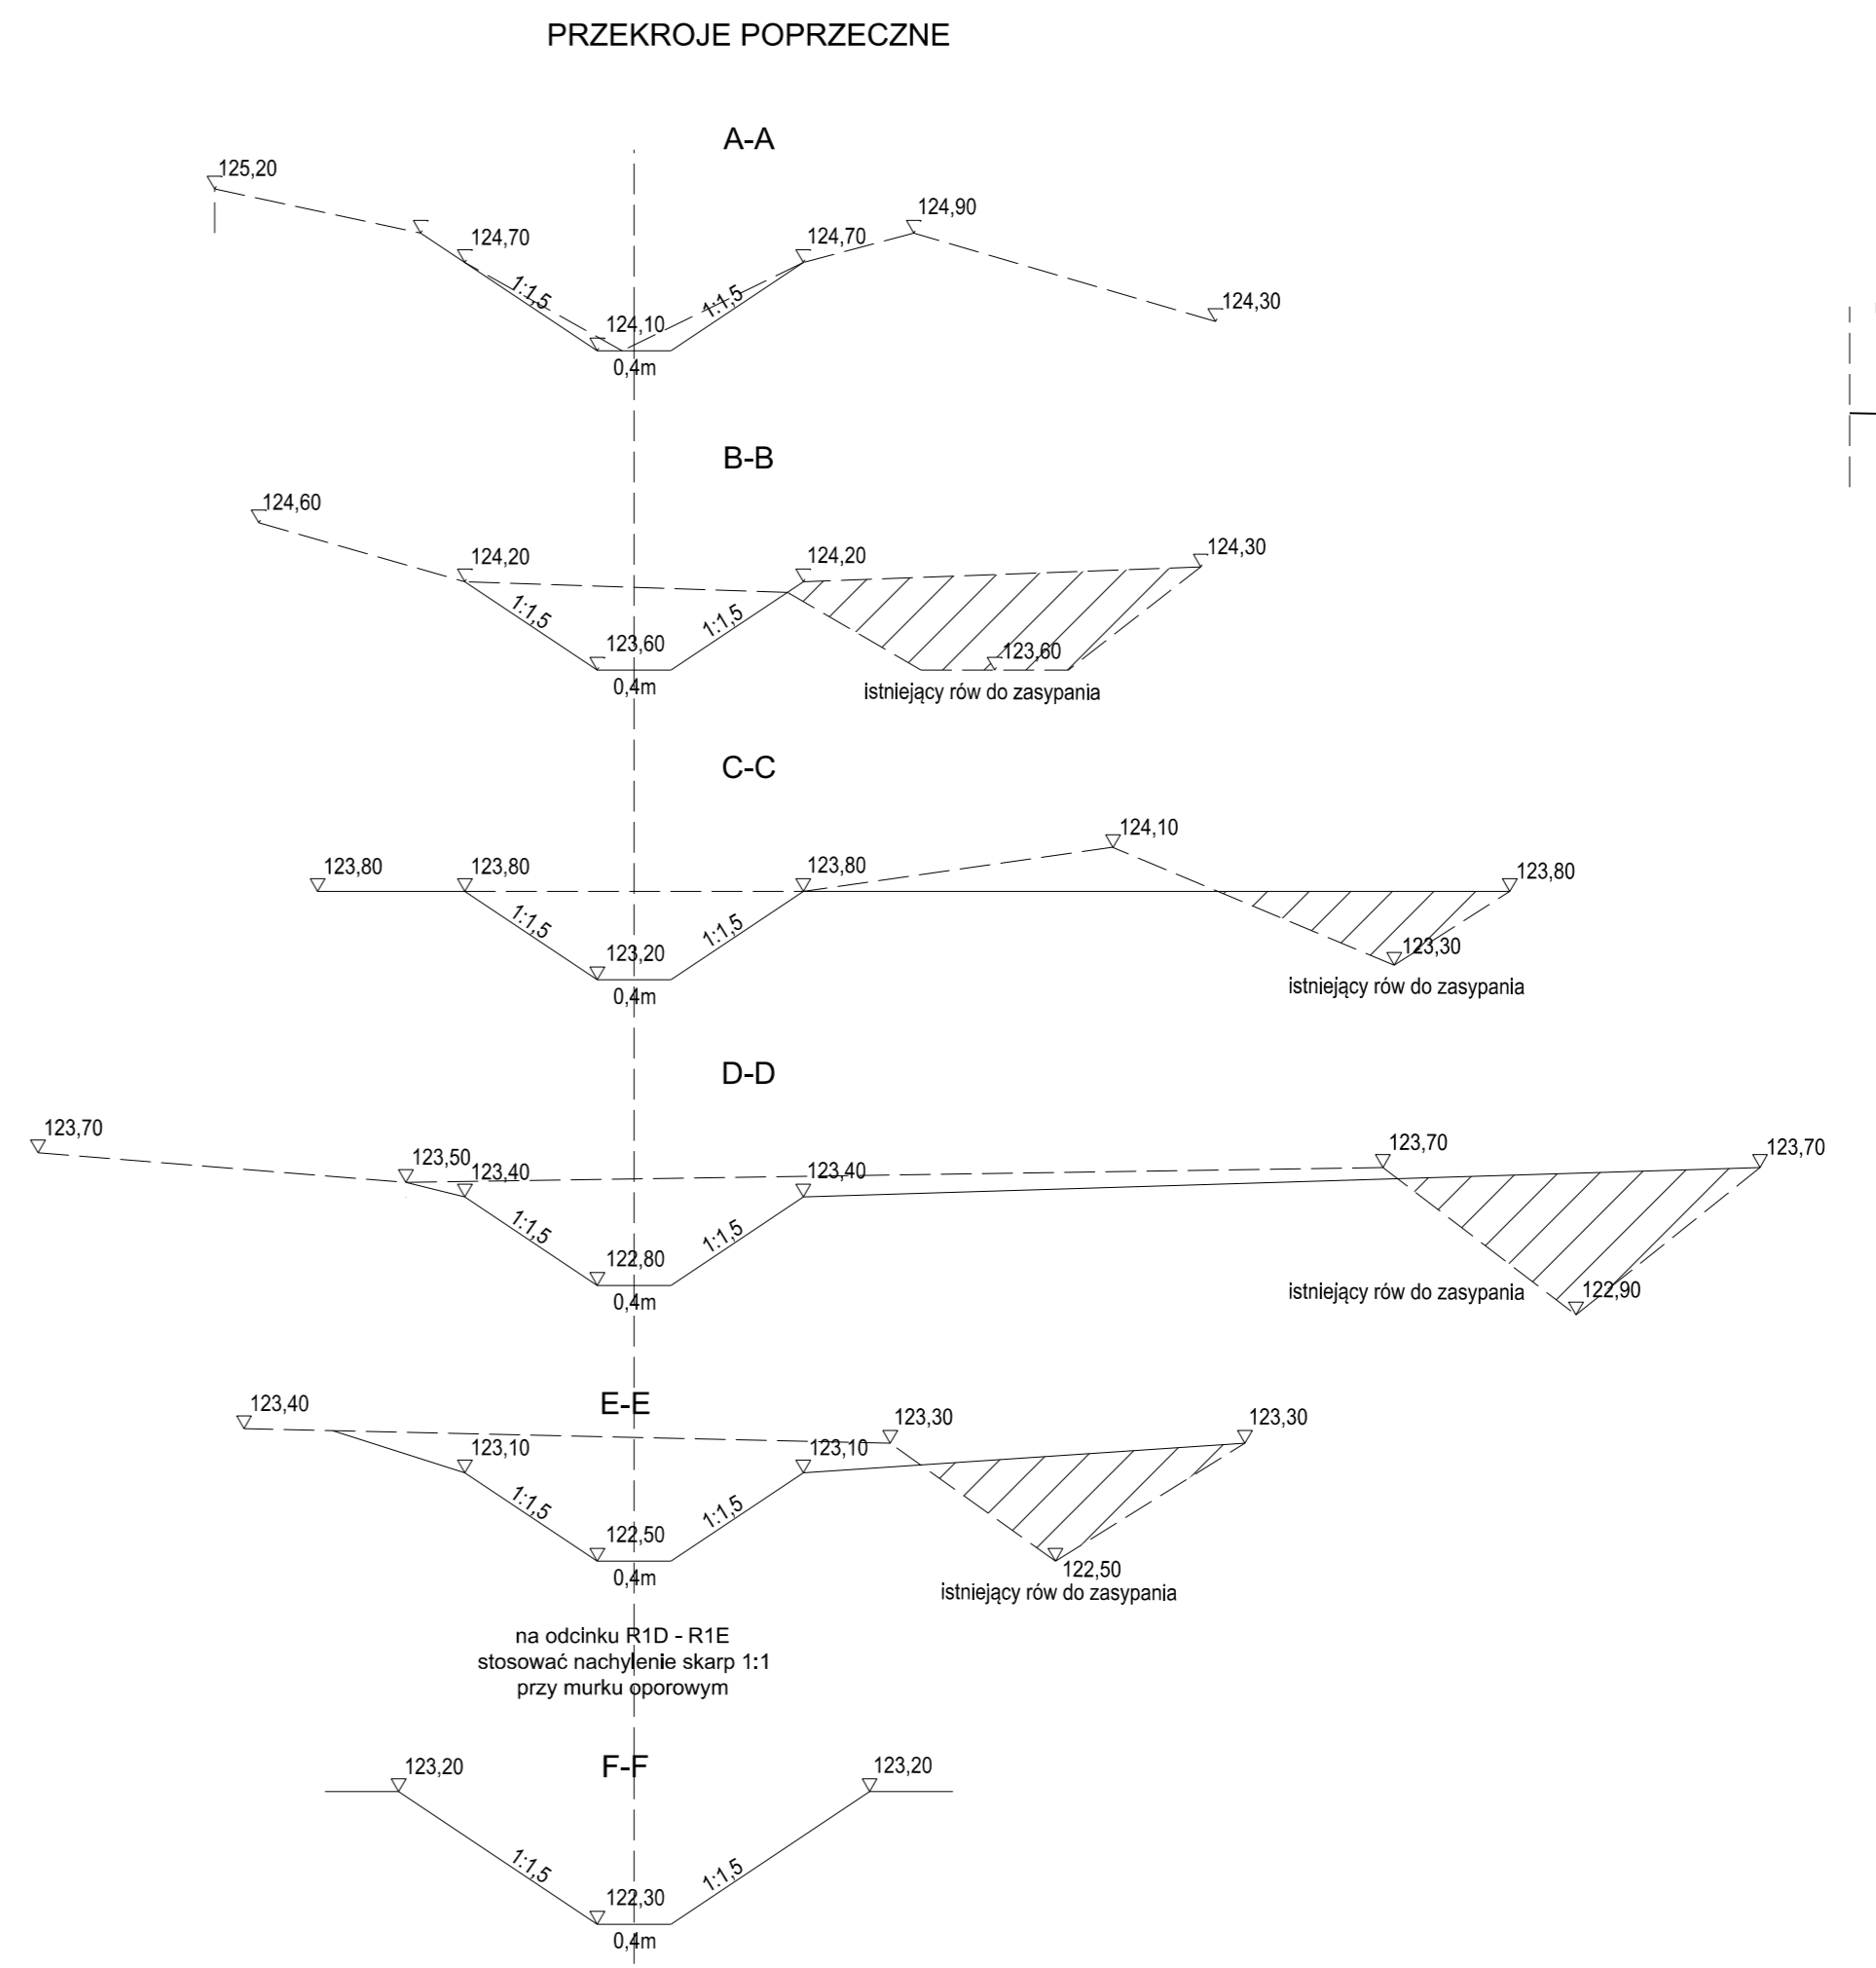 PRZEKROJE POPRZECZNE
A-A
125,20
124,70
124,70
124,90
124,30
1:1,5
1:1,5
124,10
0,4m
B-B
124,60
124,20
124,20
124,30
1:1,5
1:1,5
123,60
123,60
0,4m
istniejący rów do zasypania
C-C
124,10
123,80
123,80
123,80
123,80
1:1,5
1:1,5
123,20
123,30
0,4m
istniejący rów do zasypania
D-D
123,70
123,50
123,40
123,40
123,70
123,70
1:1,5
1:1,5
122,80
122,90
0,4m
istniejący rów do zasypania
E-E
123,40
123,10
123,10
123,30
123,30
1:1,5
1:1,5
122,50
122,50
0,4m
istniejący rów do zasypania
na odcinku R1D - R1E
stosować nachylenie skarp 1:1
przy murku oporowym
F-F
123,20
123,20
1:1,5
1:1,5
122,30
0,4m